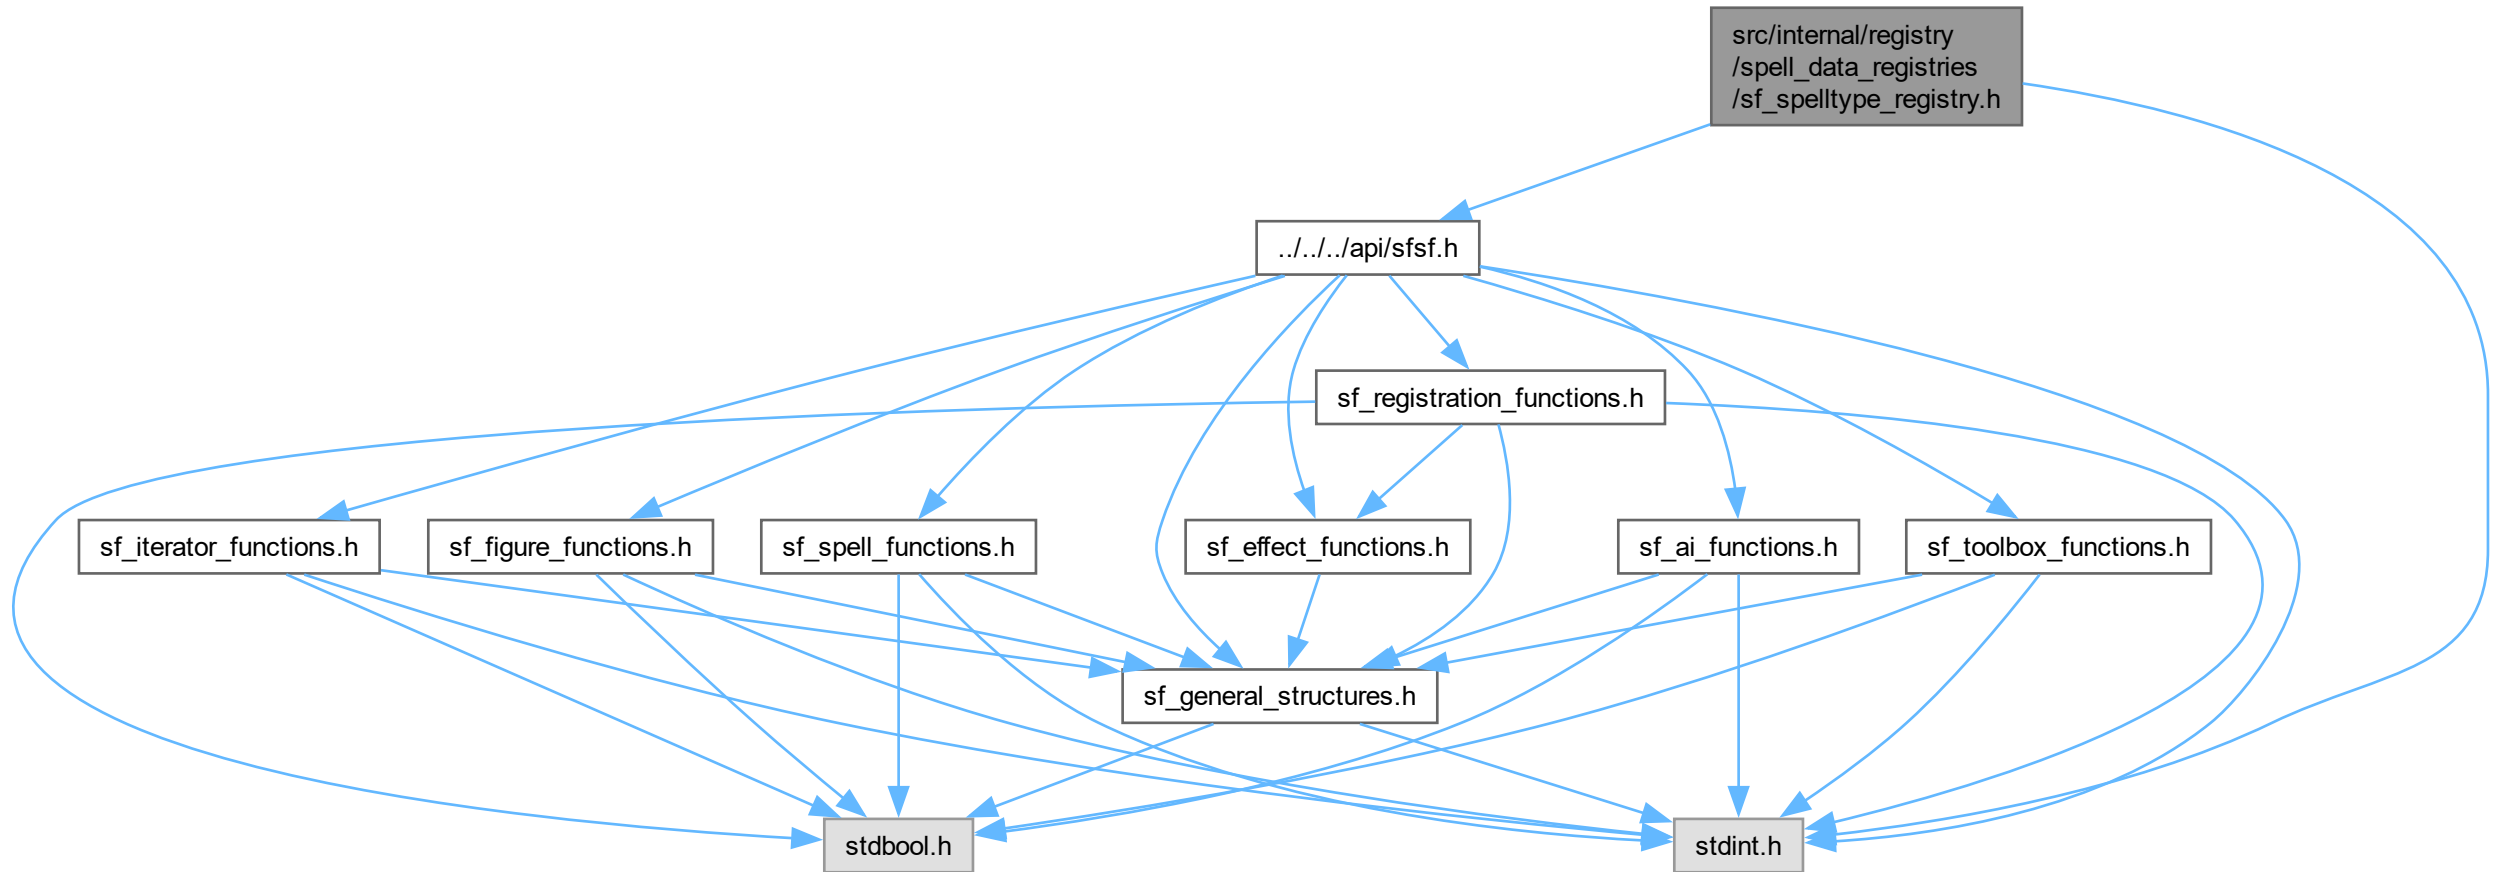 src/internal/registry
/spell_data_registries
/sf_spelltype_registry.h
../../../api/sfsf.h
sf_registration_functions.h
sf_iterator_functions.h
sf_figure_functions.h
sf_spell_functions.h
sf_effect_functions.h
sf_ai_functions.h
sf_toolbox_functions.h
sf_general_structures.h
stdbool.h
stdint.h